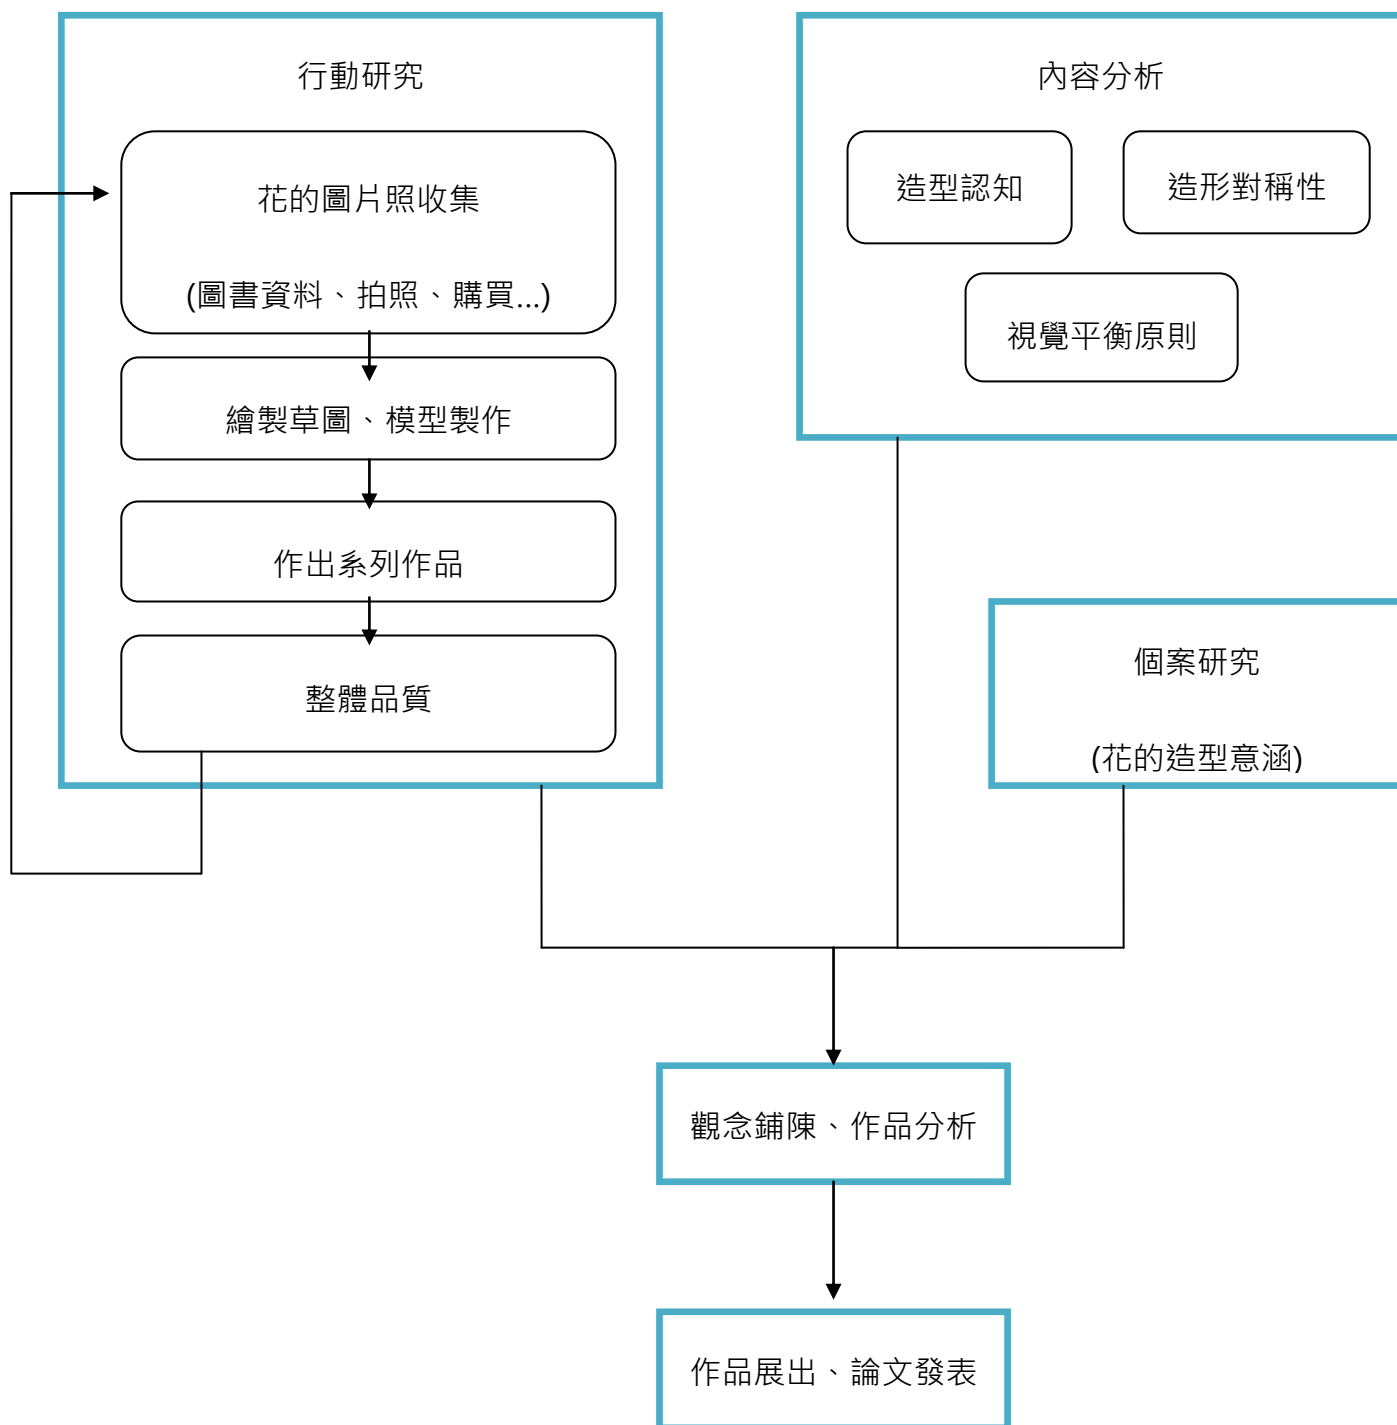 行動研究
花的圖片照收集
(圖書資料、拍照、購買...)
繪製草圖、模型製作
作出系列作品
整體品質
內容分析
造型認知
造形對稱性
視覺平衡原則
個案研究
(花的造型意涵)
觀念鋪陳、作品分析
作品展出、論文發表